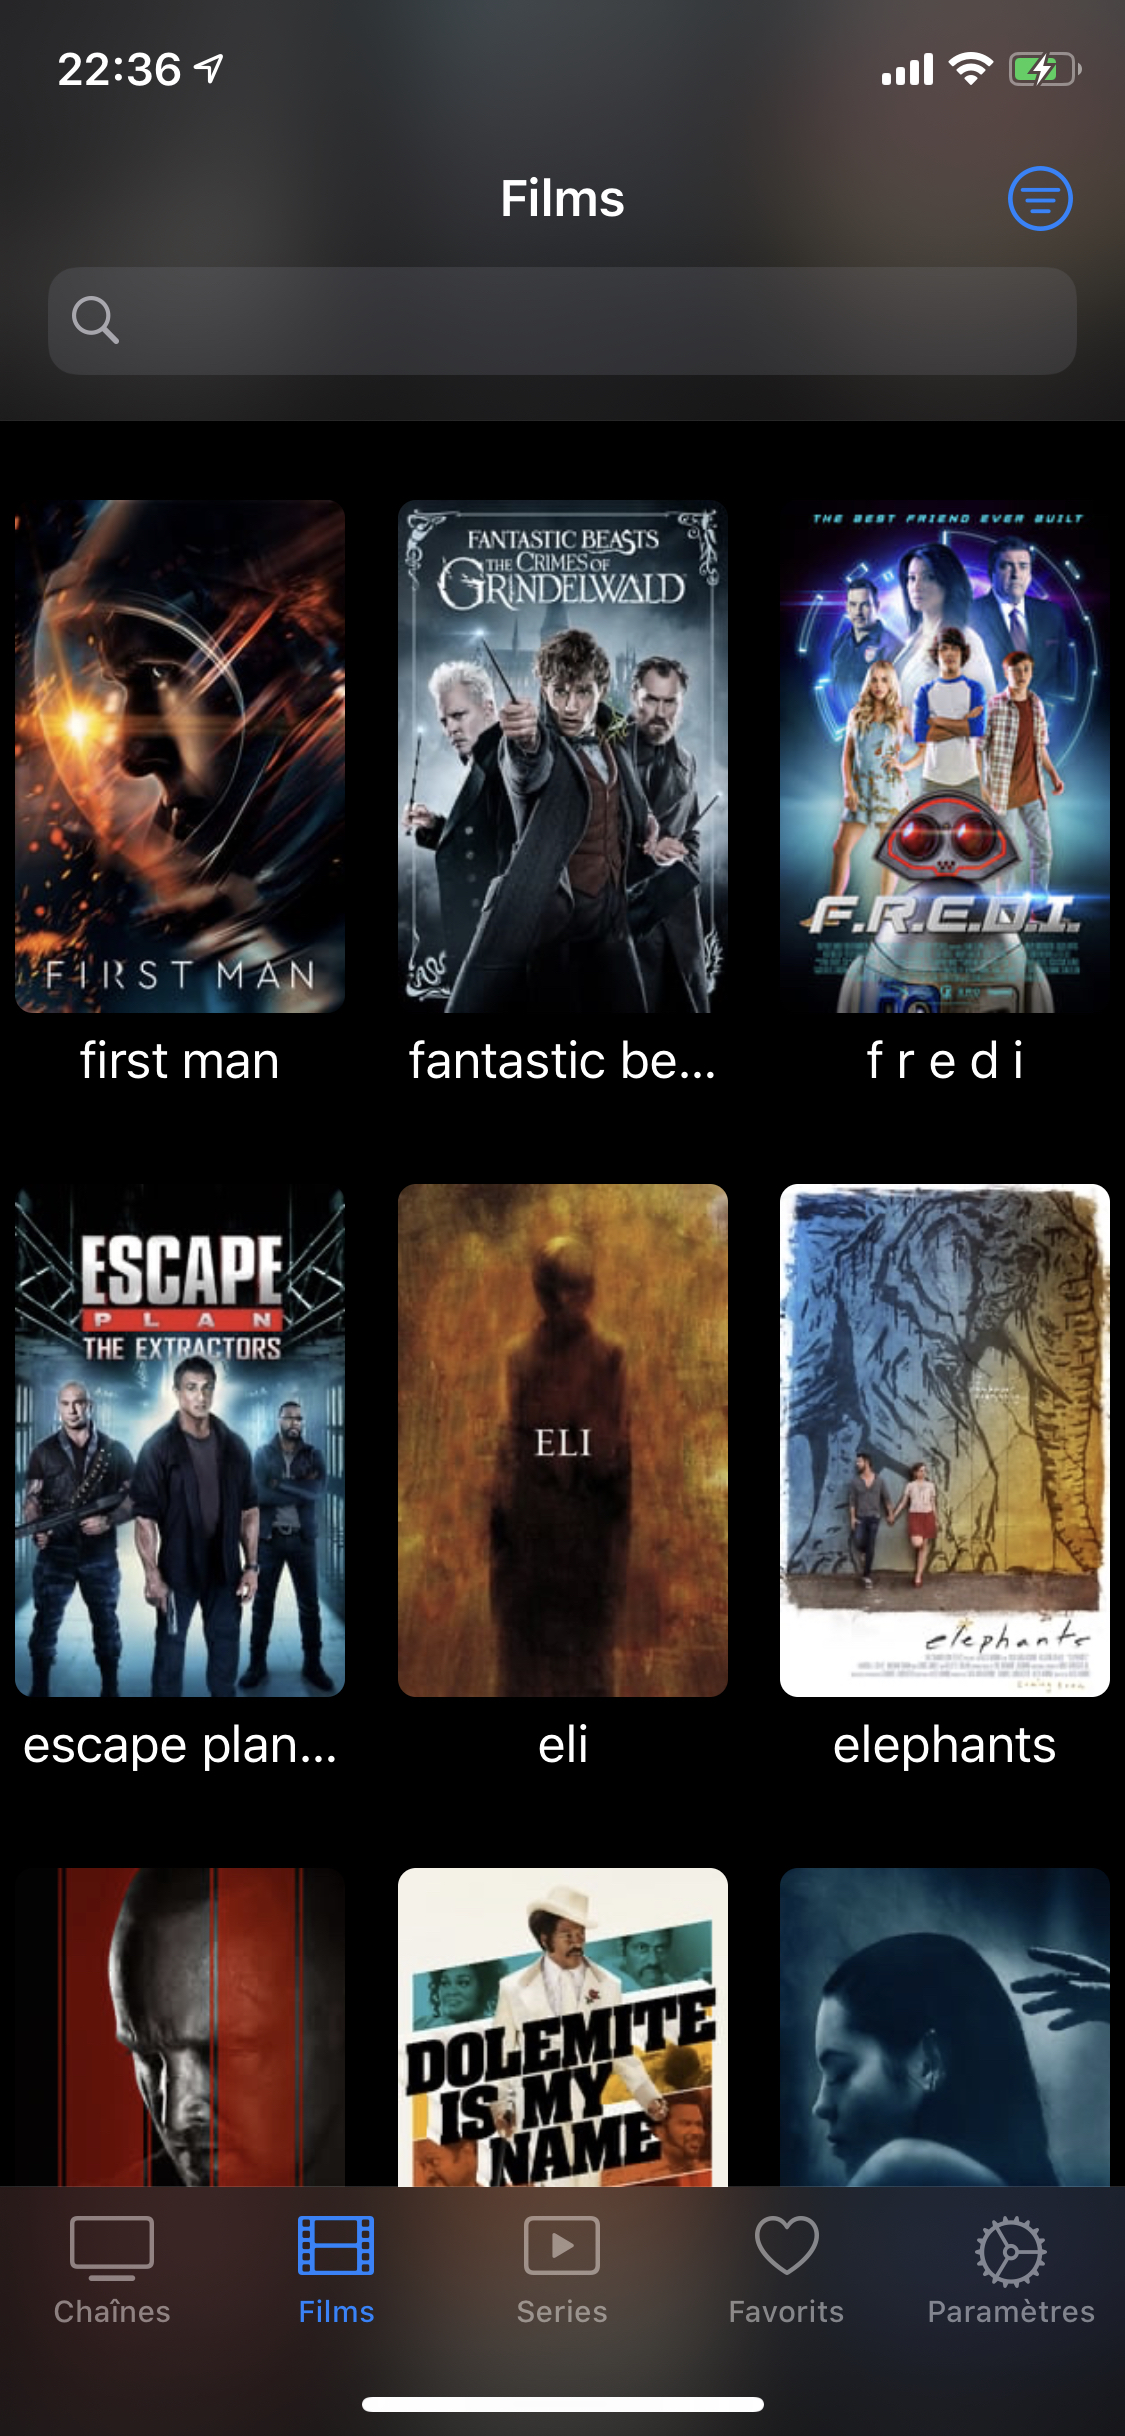 22:36
Films
THE BEST FRIEND EVER BUILT
FANTASTIC BEASTS
THE CRIMES OF
GRINDELWALD
F.R.E.D.I.
FIRST MAN
first man
fantastic be...
f r e d i
ESCAPE
PLAN
THE EXTRACTORS
ELI
elephants
coming soon
escape plan...
eli
elephants
DOLEMITE
IS MY
NAME
Chaînes
Films
Series
Favorits
Paramètres